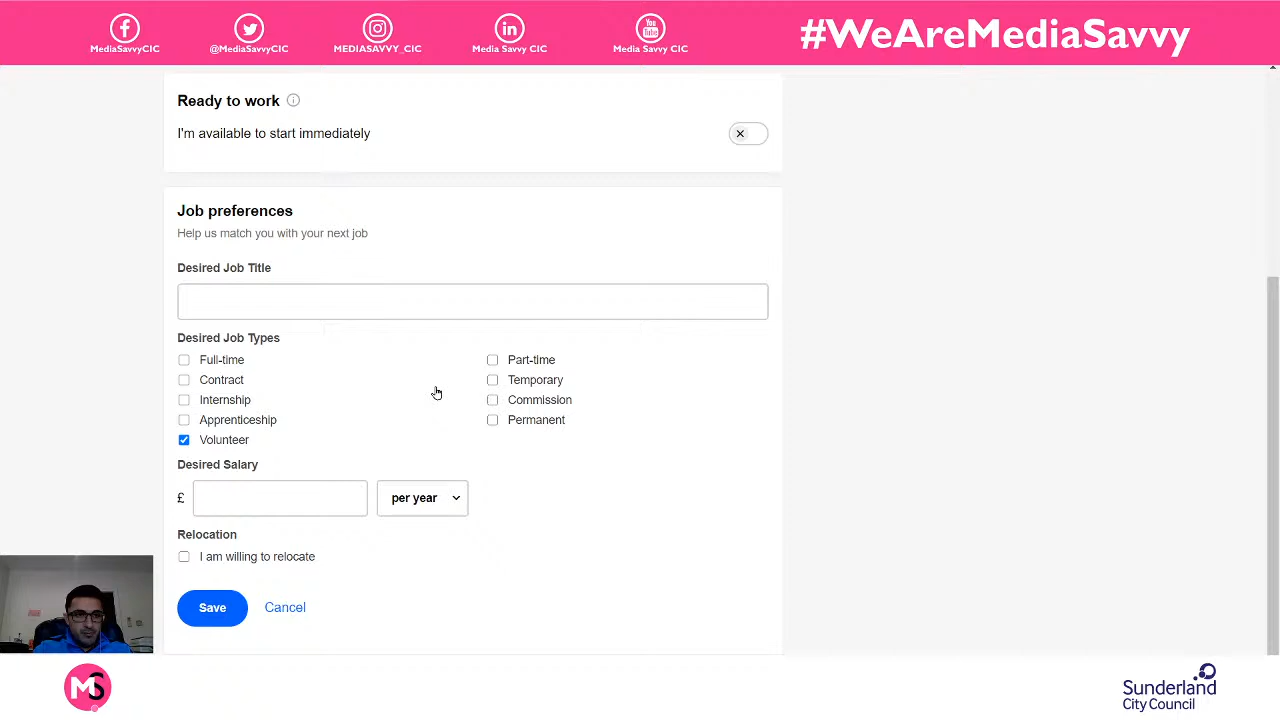 MediaSavvyCIC
@MediaSavvyCIC
MEDIASAVVY_CIC
Media Savvy CIC
You
Tube
Media Savvy CIC
#WeAreMediaSavvy
Ready to work
I'm available to start immediately
Job preferences
Help us match you with your next job
Desired Job Title
Desired Job Types
Full-time
Part-time
Contract
Temporary
Internship
Commission
Apprenticeship
Permanent
Volunteer
Desired Salary
£
per year
Relocation
I am willing to relocate
Save
Cancel
MS
Sunderland
City Council